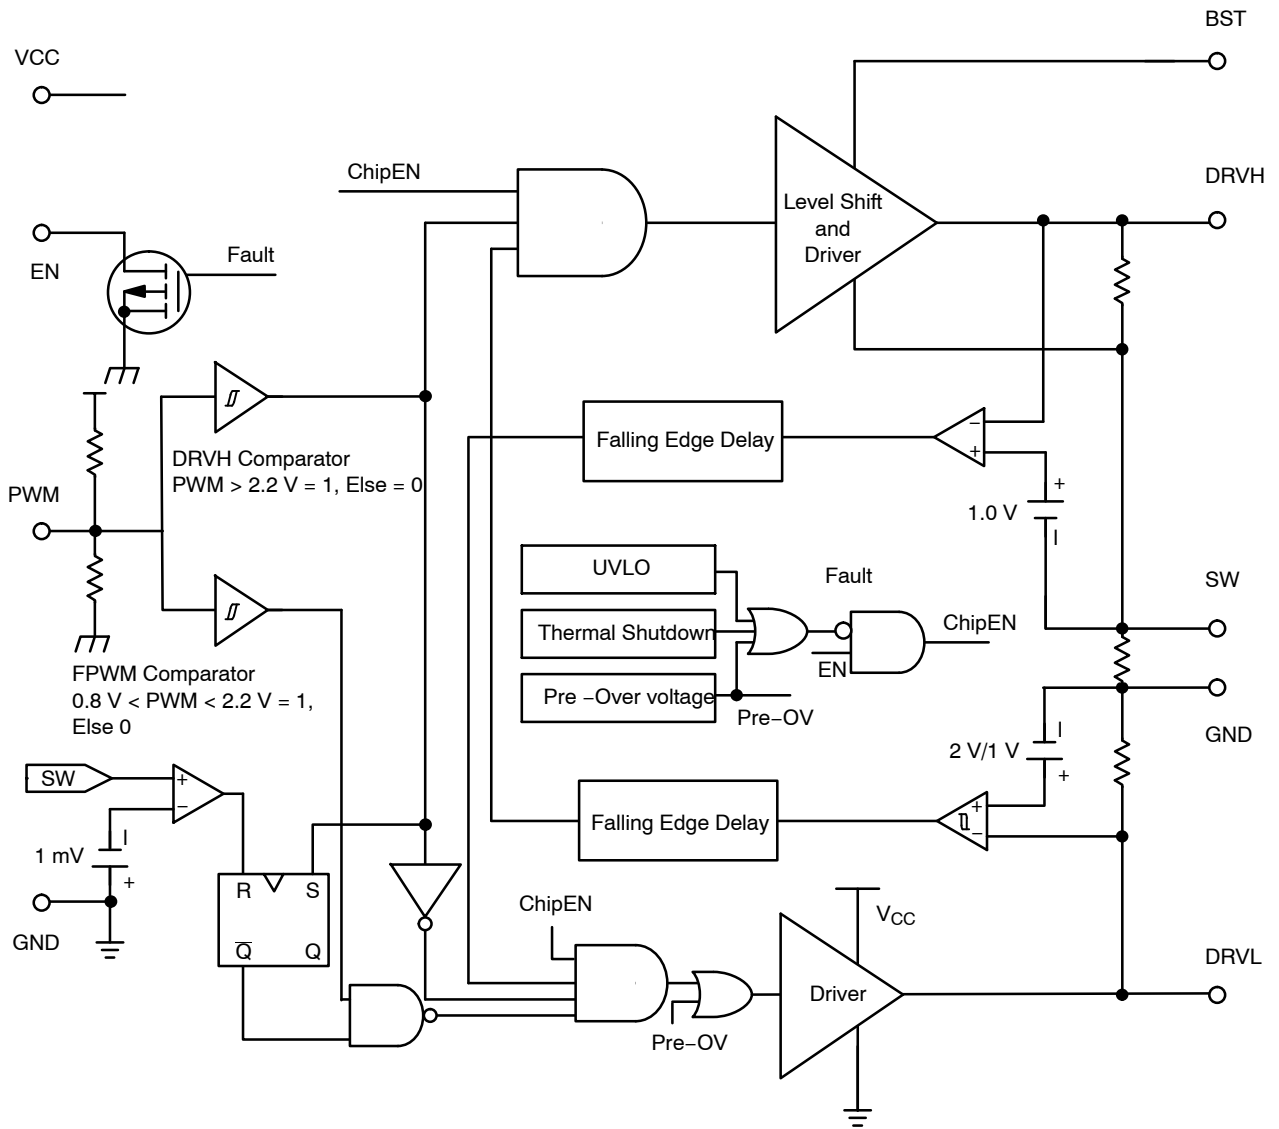 BST
VCC
DRVH
ChipEN
Level Shift
and
Driver
EN
Fault
DRVH Comparator
PWM > 2.2 V = 1, Else = 0
Falling Edge Delay
−
+
+
1.0 V
PWM
UVLO
Fault
SW
Thermal Shutdown
ChipEN
EN
Pre −Over voltage
Pre−OV
FPWM Comparator
0.8 V < PWM < 2.2 V = 1,
Else 0
GND
2 V/1 V
+
SW
+
−
Falling Edge Delay
+
−
1 mV
+
R
S
Q̅
Q
GND
ChipEN
VCC
Driver
DRVL
Pre−OV